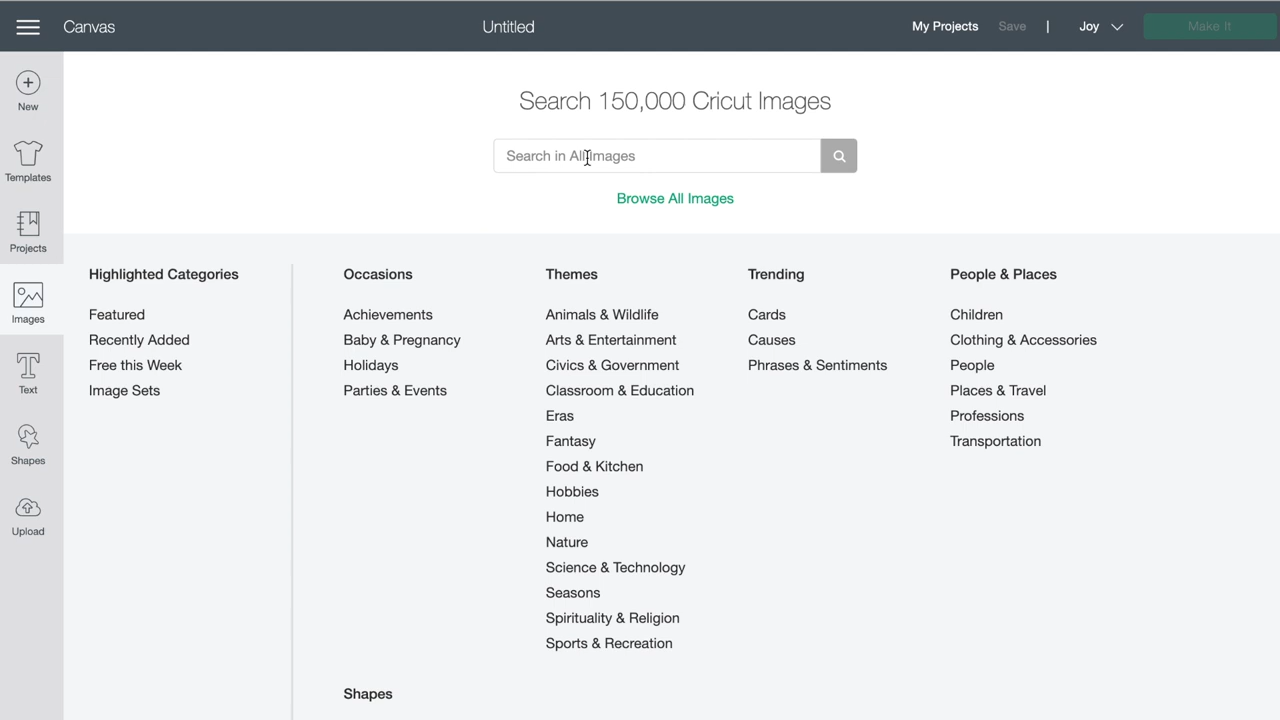 Canvas
Untitled
My Projects
Save
|
Joy
Make It
New
Templates
Projects
Images
Text
Shapes
Upload
Search 150,000 Cricut Images
Search in All Images
Browse All Images
Highlighted Categories
Featured
Recently Added
Free this Week
Image Sets
Occasions
Achievements
Baby & Pregnancy
Holidays
Parties & Events
Themes
Animals & Wildlife
Arts & Entertainment
Civics & Government
Classroom & Education
Eras
Fantasy
Food & Kitchen
Hobbies
Home
Nature
Science & Technology
Seasons
Spirituality & Religion
Sports & Recreation
Trending
Cards
Causes
Phrases & Sentiments
People & Places
Children
Clothing & Accessories
People
Places & Travel
Professions
Transportation
Shapes